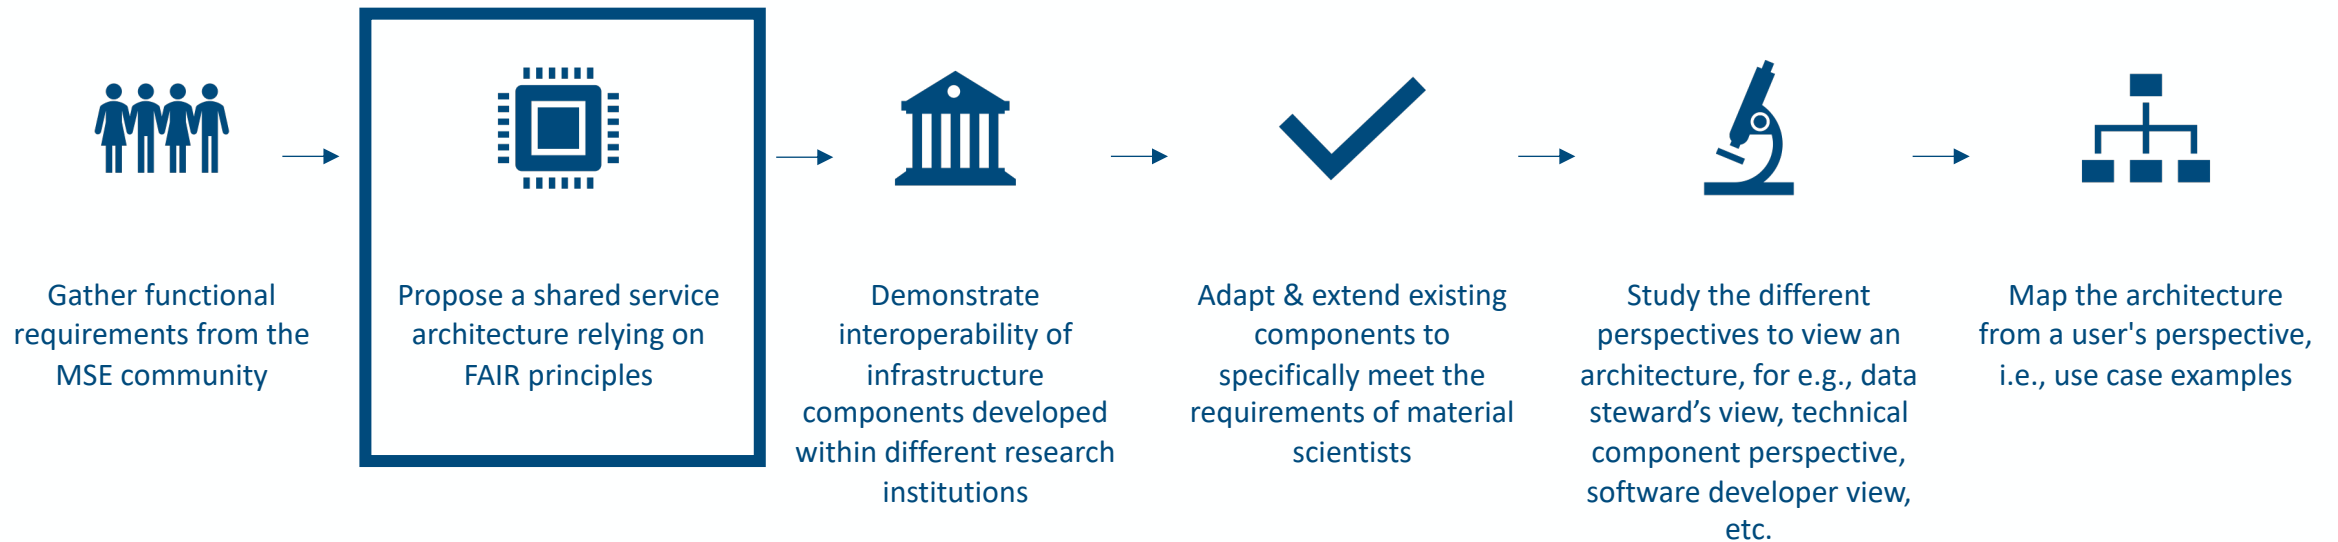 Gather functional
requirements from the
MSE community
Propose a shared service
architecture relying on
FAIR principles
Demonstrate
interoperability of
infrastructure
components developed
within different research
institutions
Adapt & extend existing
components to
specifically meet the
requirements of material
scientists
Study the different
perspectives to view an
architecture, for e.g., data
steward’s view, technical
component perspective,
software developer view,
etc.
Map the architecture
from a user's perspective,
i.e., use case examples